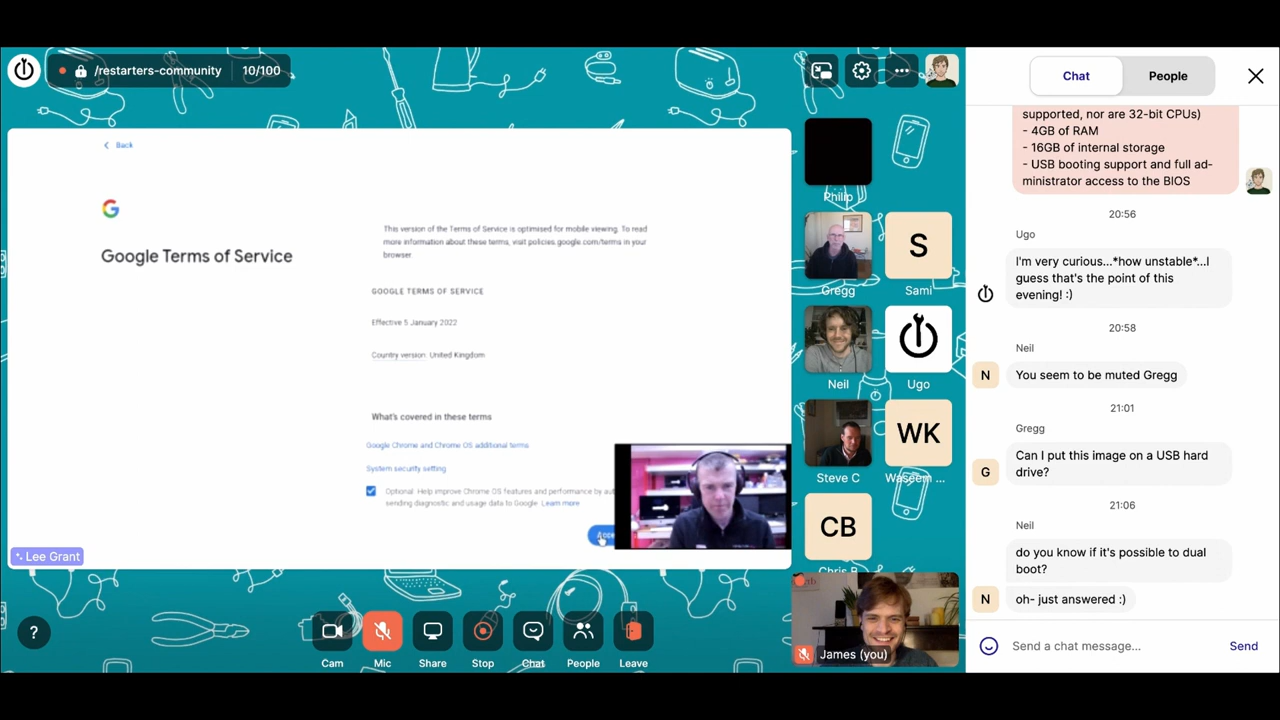 /restarters-community
10/100
Back
G
Google Terms of Service
This version of the Terms of Service is optimised for mobile viewing. To read
more information about these terms, visit policies.google.com/terms in your
browser
GOOGLE TERMS OF SERVICE
Effective 5 January 2022
Country version: United Kingdom
What's covered in these terms
Google Chrome and Chrome OS additional terms
System security setting
Optional: Help improve Chrome OS features and performance by
sending diagnostic and usage data to Google. Learn more
Lee Grant
Philip
Gregg
S
Sami
Neil
Ugo
Steve C
WK
Waseem ...
CB
Chris B
James (you)
?
Cam
Mic
Share
Stop
Chat
People
Leave
Chat
People
supported, nor are 32-bit CPUs)
- 4GB of RAM
- 16GB of internal storage
- USB booting support and full ad-
ministrator access to the BIOS
20:56
Ugo
I'm very curious...*how unstable*...I
guess that's the point of this
evening! :)
20:58
Neil
N
You seem to be muted Gregg
21:01
Gregg
Can I put this image on a USB hard
drive?
G
21:06
Neil
do you know if it's possible to dual
boot?
N
oh- just answered :)
Send a chat message...
Send